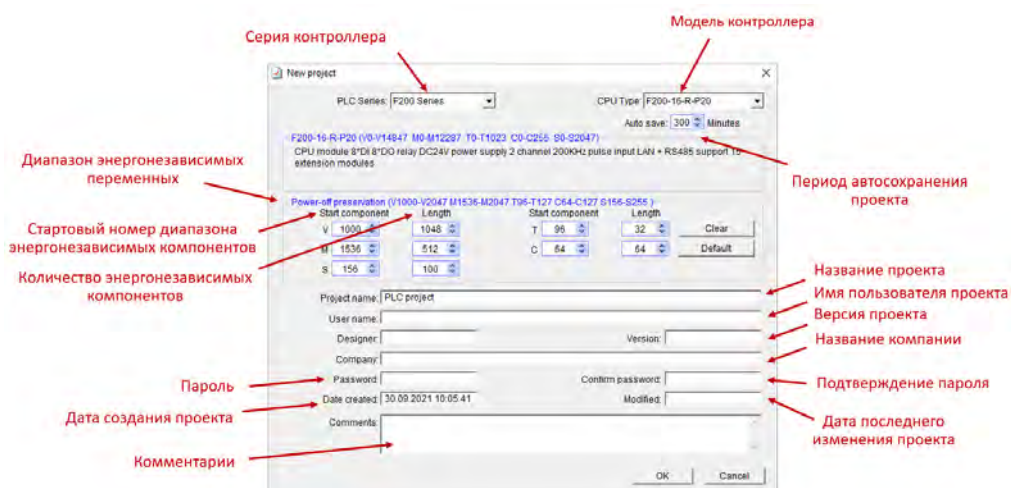 Модель контроллера
Серия контроллера
New project
PLC Series: F200 Series
CPU Type: F200-16-R-P20
Auto save: 300 Minutes
F200-16-R-P20 (V0-V14847 M0-M12287 T0-T1023 C0-C255 S0-S2047)
CPU module 8*DI 8*DO relay DC24V power supply 2 channel 200KHz pulse input LAN + RS485 support 15
extension modules
Диапазон энергонезависимых
переменных
Период автосохранения
проекта
Power-off preservation (V1000-V2047 M1536-M2047 T96-T127 C64-C127 S156-S255 )
Start component Length Start component Length
Стартовый номер диапазона
энергонезависимых компонентов
V 1000 1048 T 96 32 Clear
M 1536 512 C 64 64 Default
S 156 100
Количество энергонезависимых
компонентов
Название проекта
Project name: PLC project
Имя пользователя проекта
User name:
Версия проекта
Designer: Version:
Название компании
Company:
Пароль
Password: Confirm password:
Подтверждение пароля
Дата создания проекта
Date created: 30.09.2021 10:05:41 Modified:
Дата последнего
изменения проекта
Comments:
Комментарии
OK Cancel